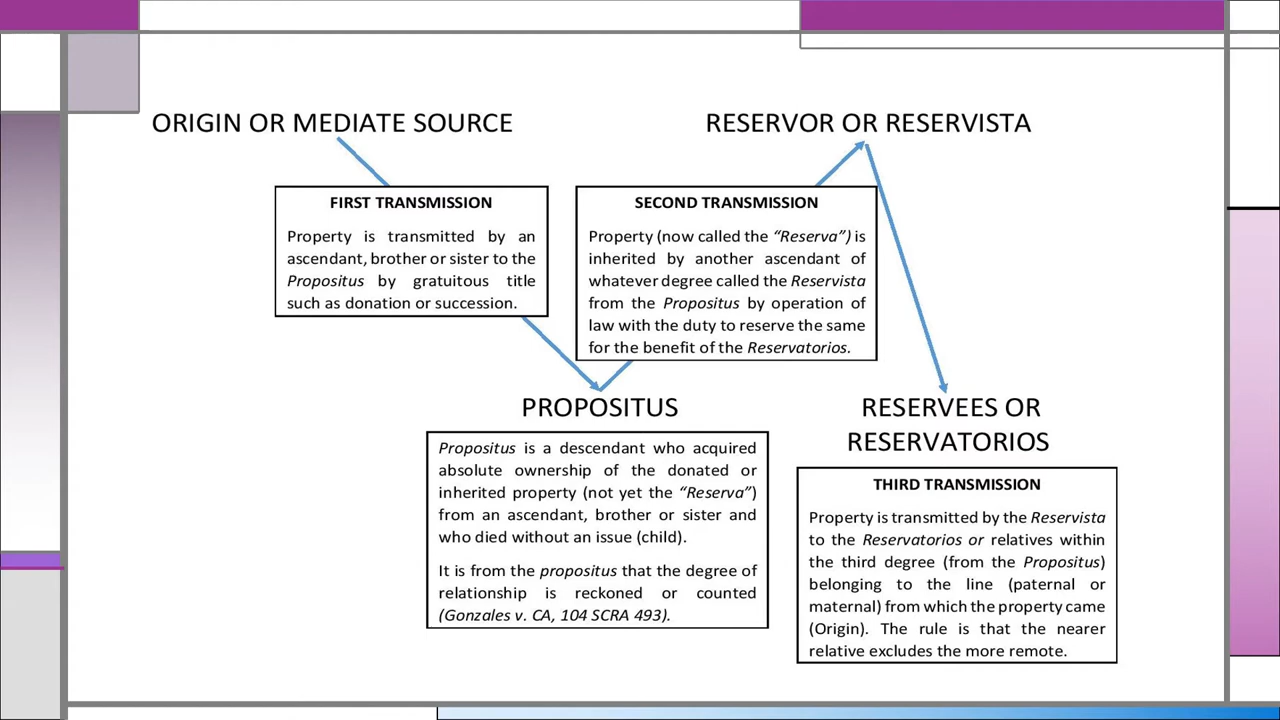 ORIGIN OR MEDIATE SOURCE
RESERVOR OR RESERVISTA
FIRST TRANSMISSION
Property is transmitted by an
ascendant, brother or sister to the
Propositus by gratuitous title
such as donation or succession.
SECOND TRANSMISSION
Property (now called the “Reserva”) is
inherited by another ascendant of
whatever degree called the Reservista
from the Propositus by operation of
law with the duty to reserve the same
for the benefit of the Reservatorios.
PROPOSITUS
Propositus is a descendant who acquired
absolute ownership of the donated or
inherited property (not yet the “Reserva”)
from an ascendant, brother or sister and
who died without an issue (child).
It is from the propositus that the degree of
relationship is reckoned or counted
(Gonzales v. CA, 104 SCRA 493).
RESERVEES OR
RESERVATORIOS
THIRD TRANSMISSION
Property is transmitted by the Reservista
to the Reservatorios or relatives within
the third degree (from the Propositus)
belonging to the line (paternal or
maternal) from which the property came
(Origin). The rule is that the nearer
relative excludes the more remote.